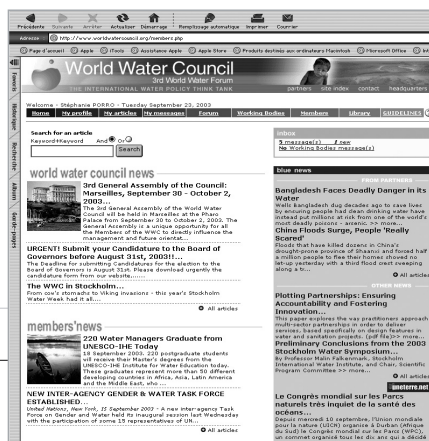 Précédente Suivante Arrêter Actualiser Démarrage Remplissage automatique Imprimer Courrier
Adresse http://www.worldwatercouncil.org/members.php
Page d'accueil Apple iTools Assistance Apple Apple Store Produits destinés aux ordinateurs Macintosh Microsoft Office
Favoris
Historique
Recherche
Album
Garde-pages
World Water Council
3rd World Water Forum
THE INTERNATIONAL WATER POLICY THINK TANK
partners site index contact headquarters
Welcome - Stéphanie PORRO - Tuesday September 23, 2003
Home My profile My articles My messages Forum Working Bodies Members Library GUIDELINES
Search for an article
Keyword+Keyword And Or
Search
world water council news
3rd General Assembly of the Council:
Marseilles, September 30 - October 2,
2003...
The 3rd General Assembly of the World Water
Council will be held in Marseilles at the Pharo
Palace from September 30 to October 2, 2003. The
General Assembly is a unique opportunity for all
the Members of the WWC to directly influence the
management and future orientat...
URGENT! Submit your Candidature to the Board of
Governors before August 31st, 2003!!...
The Deadline for submitting Candidatures for the election to the
Board of Governors is August 31st. Please download urgently the
candidature form from our website......
The WWC in Stockholm...
From cow's stomachs to Viking invasions - this year's Stockholm
Water Week had it all....
All articles
members'news
220 Water Managers Graduate from
UNESCO-IHE Today
18 September 2003. 220 postgraduate students
will receive their Master's degrees from the
UNESCO-IHE Institute for Water Education today.
These graduates represent more than 50 different
developing countries in Africa, Asia, Latin America
and the Middle East, who ...
NEW INTER-AGENCY GENDER & WATER TASK FORCE
ESTABLISHED...
United Nations, New York, 15 September 2003 - A new inter-agency Task
Force on Gender and Water held its inaugural session last Wednesday
with the participation of some 15 representatives of UN...
inbox
5 message(s) 1 new
No Working Bodies message(s)
blue news
FROM PARTNERS
Bangladesh Faces Deadly Danger in its
Water
Wells Bangladesh dug decades ago to save lives
by ensuring people had clean drinking water have
instead put millions at risk from one of the world's
most deadly poisons - arsenic. >> more...
China Floods Surge, People 'Really
Scared'
Floods that have killed dozens in China's
drought-prone province of Shaanxi and forced half
a million people to flee their homes showed no
let-up yesterday with a third flood crest sweeping
along a tr...
All articles
OTHER NEWS
Plotting Partnerships: Ensuring
Accountability and Fostering
Innovation...
This paper explores the way practitioners approach
multi-sector partnerships in order to deliver
services, based specifically on design features in
water and sanitation projects. (pdf file)>> more...
Preliminary Conclusions from the 2003
Stockholm Water Symposium...
By Professor Malin Falkenmark, Stockholm
International Water Institute, and Chair, Scientific
Program Committee >> more...
All articles
Le Congrès mondial sur les Parcs
naturels très inquiet de la santé des
océans...
Depuis mercredi 10 septembre, l'Union mondiale
pour la nature (UICN) organise à Durban (Afrique
du Sud) le Congrès mondial sur les Parcs (WPC),
un sommet organisé tous les dix ans qui a décidé